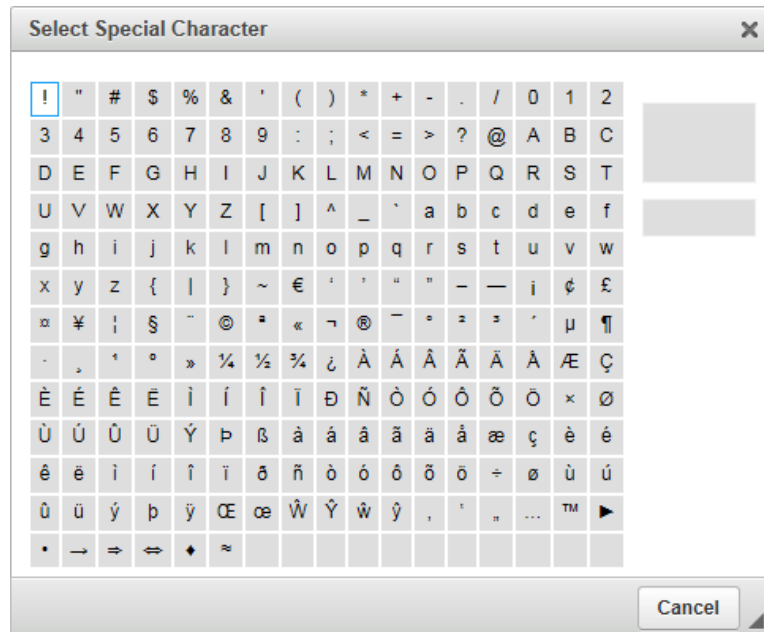 Select Special Character
! " # $ % & ' ( ) * + - . / 0 1 2
3 4 5 6 7 8 9 : ; < = > ? @ A B C
D E F G H I J K L M N O P Q R S T
U V W X Y Z [ ] ^ _ ` a b c d e f
g h i j k l m n o p q r s t u v w
x y z { | } ~ € ‘ ’ “ ” – — ¡ ¢ £
¤ ¥ ¦ § ¨ © ª « ¬ ® ¯ ° ² ³ ´ µ ¶
· ¸ ¹ º » ¼ ½ ¾ ¿ À Á Â Ã Ä Å Æ Ç
È É Ê Ë Ì Í Î Ï Ð Ñ Ò Ó Ô Õ Ö × Ø
Ù Ú Û Ü Ý Þ ß à á â ã ä å æ ç è é
ê ë ì í î ï ð ñ ò ó ô õ ö ÷ ø ù ú
û ü ý þ ÿ Œ œ Ŵ Ŷ ŵ ŷ ‚ ‛ „ … ™ ►
• → ⇒ ⇔ ♦ ≈
Cancel